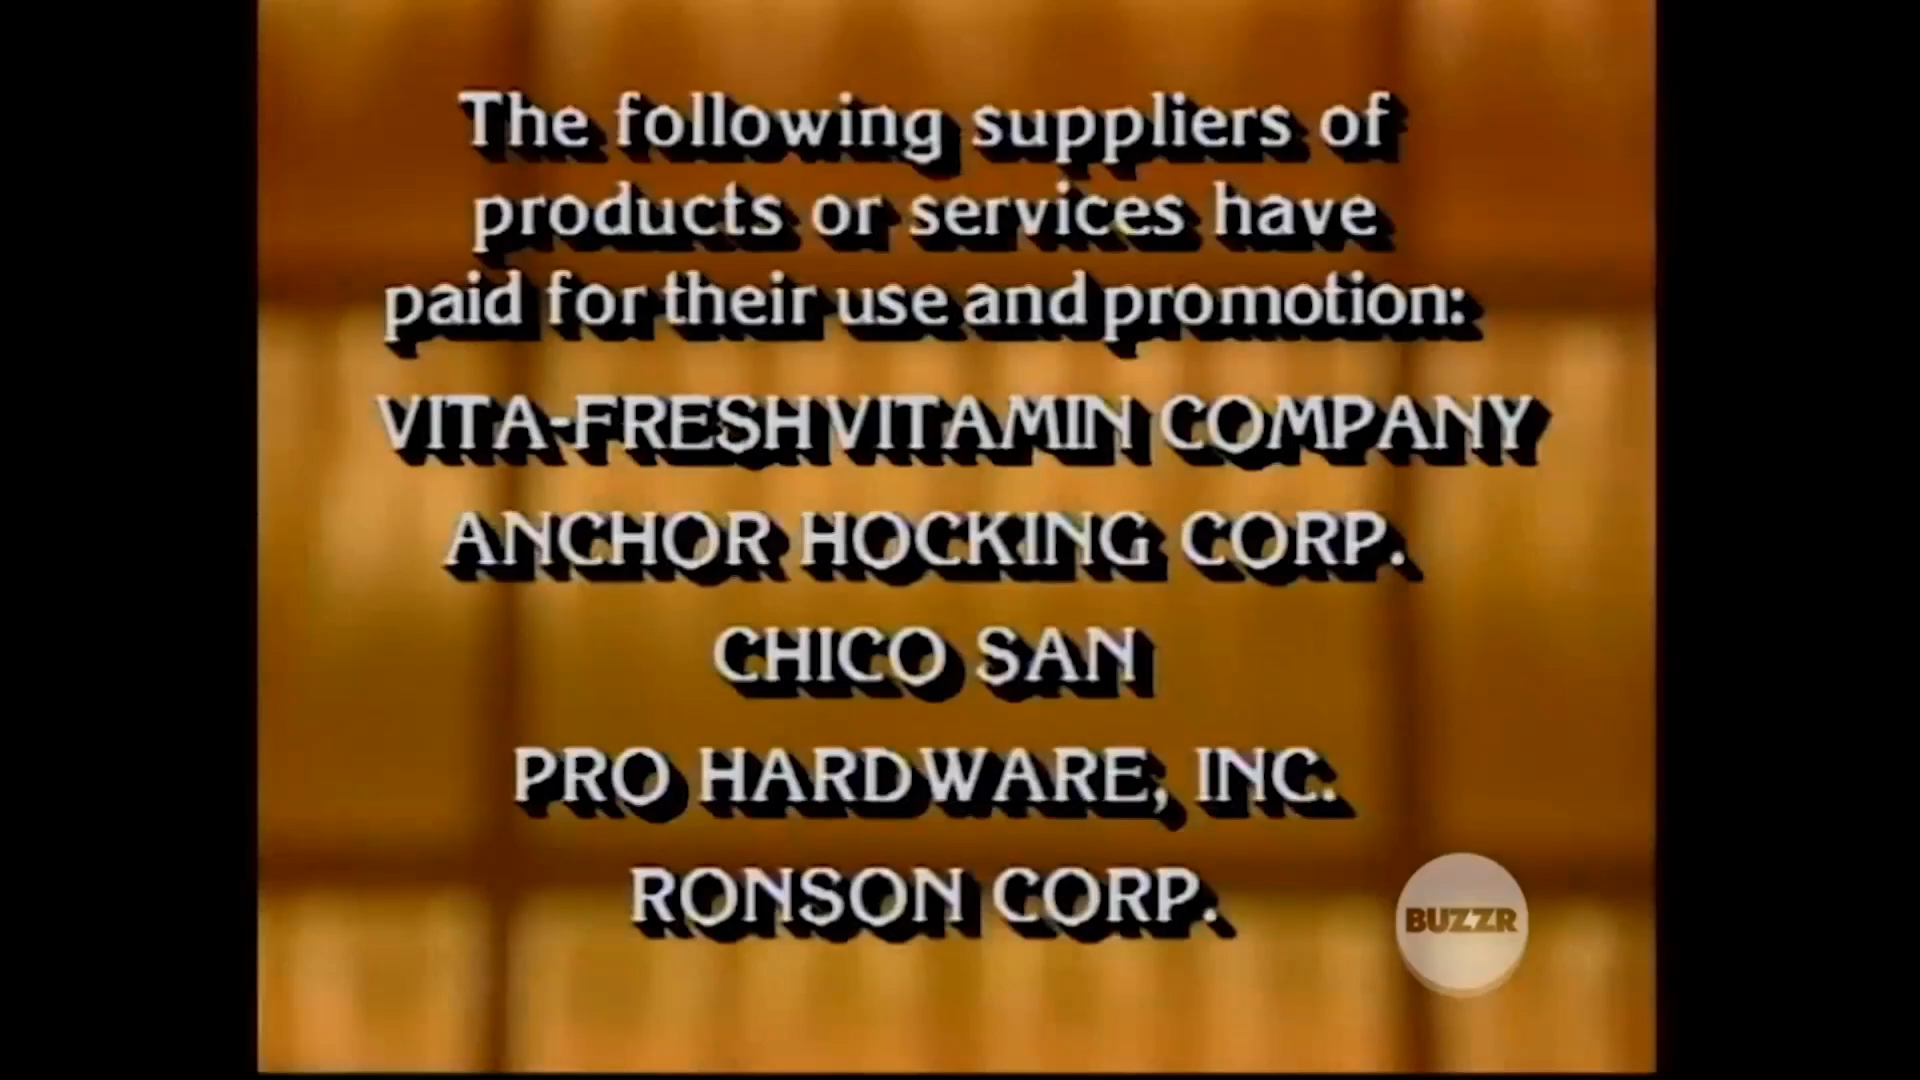 The following suppliers of
products or services have
paid for their use and promotion:
VITA-FRESH VITAMIN COMPANY
ANCHOR HOCKING CORP.
CHICO SAN
PRO HARDWARE, INC.
RONSON CORP.
BUZZR